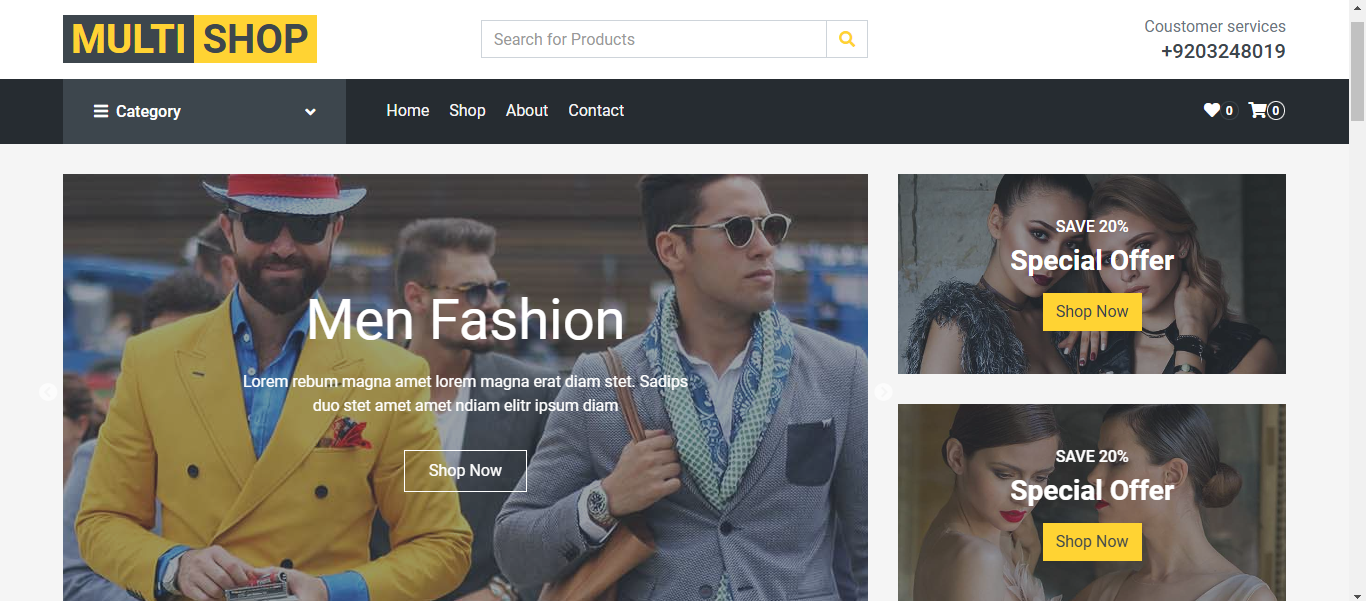 MULTI SHOP
Search for Products
Coustomer services
+9203248019
Category
Home Shop About Contact
0 0
Men Fashion
Lorem rebum magna amet lorem magna erat diam stet. Sadips
duo stet amet amet ndiam elitr ipsum diam
Shop Now
SAVE 20%
Special Offer
Shop Now
SAVE 20%
Special Offer
Shop Now